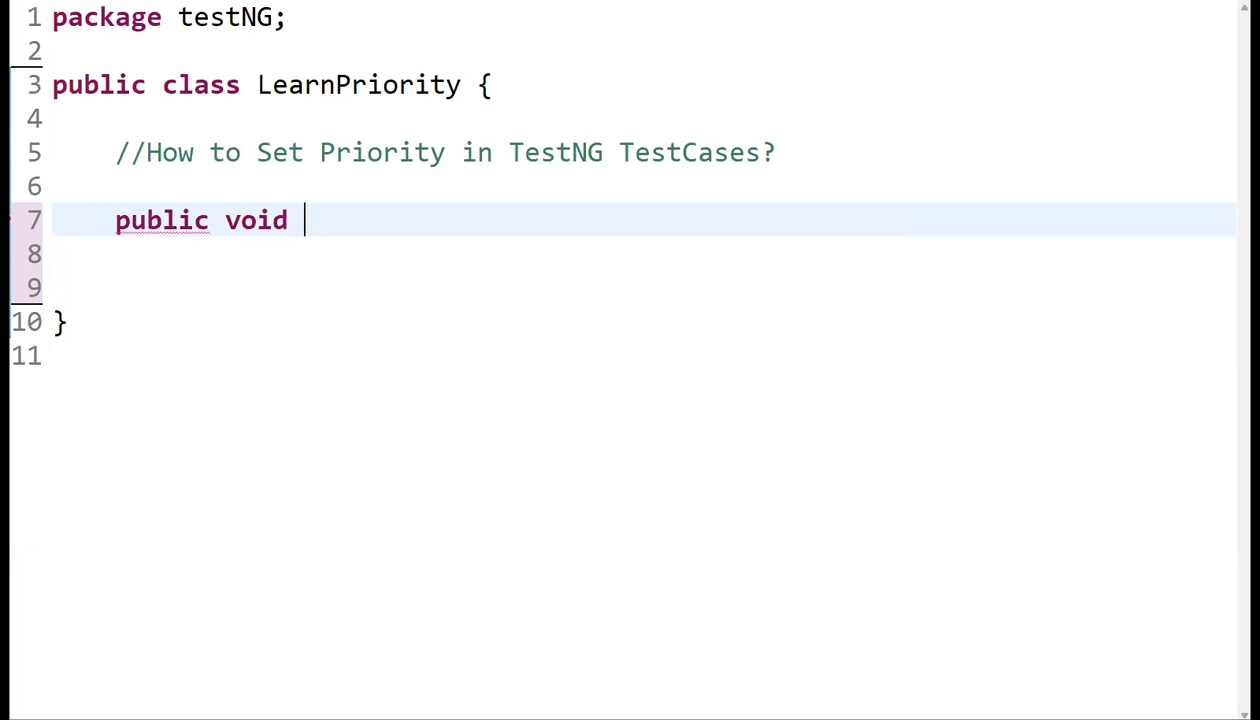 1 package testNG;
2
3 public class LearnPriority {
4
5 //How to Set Priority in TestNG TestCases?
6
7 public void
8
9
10 }
11